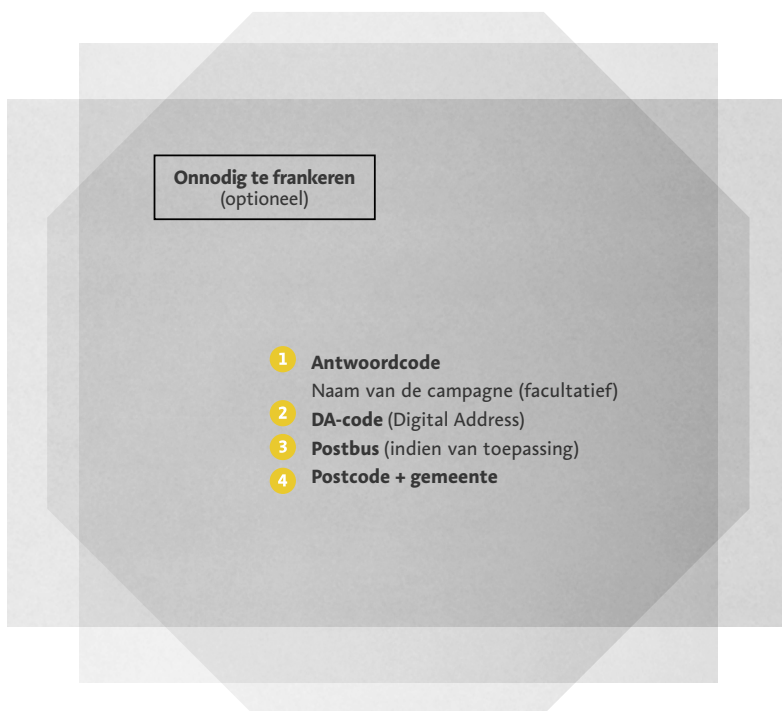 Onnodig te frankeren
(optioneel)
1 Antwoordcode
Naam van de campagne (facultatief)
2 DA-code (Digital Address)
3 Postbus (indien van toepassing)
4 Postcode + gemeente